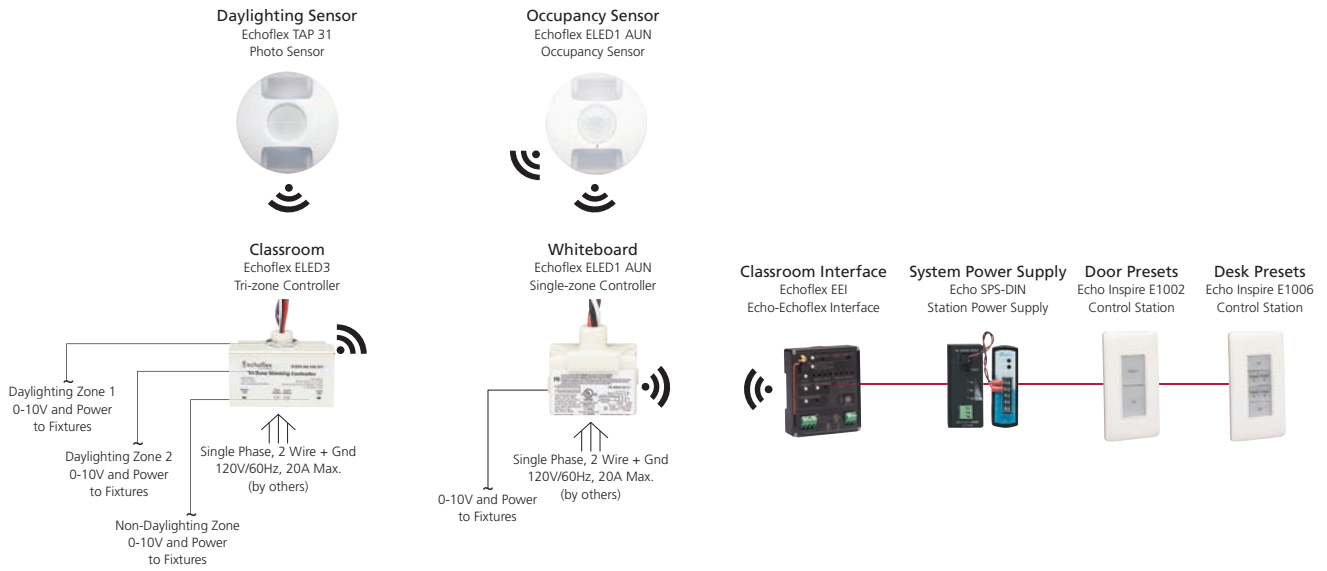 Daylighting Sensor
Echoflex TAP 31
Photo Sensor
Occupancy Sensor
Echoflex ELED1 AUN
Occupancy Sensor
Classroom
Echoflex ELED3
Tri-zone Controller
Whiteboard
Echoflex ELED1 AUN
Single-zone Controller
Classroom Interface
Echoflex EEI
Echo-Echoflex Interface
System Power Supply
Echo SPS-DIN
Station Power Supply
Door Presets
Echo Inspire E1002
Control Station
Desk Presets
Echo Inspire E1006
Control Station
echoflex
Tri-Zone Dimming Controller
Daylighting Zone 1
0-10V and Power
to Fixtures
Daylighting Zone 2
0-10V and Power
to Fixtures
Non-Daylighting Zone
0-10V and Power
to Fixtures
Single Phase, 2 Wire + Gnd
120V/60Hz, 20A Max.
(by others)
0-10V and Power
to Fixtures
Single Phase, 2 Wire + Gnd
120V/60Hz, 20A Max.
(by others)